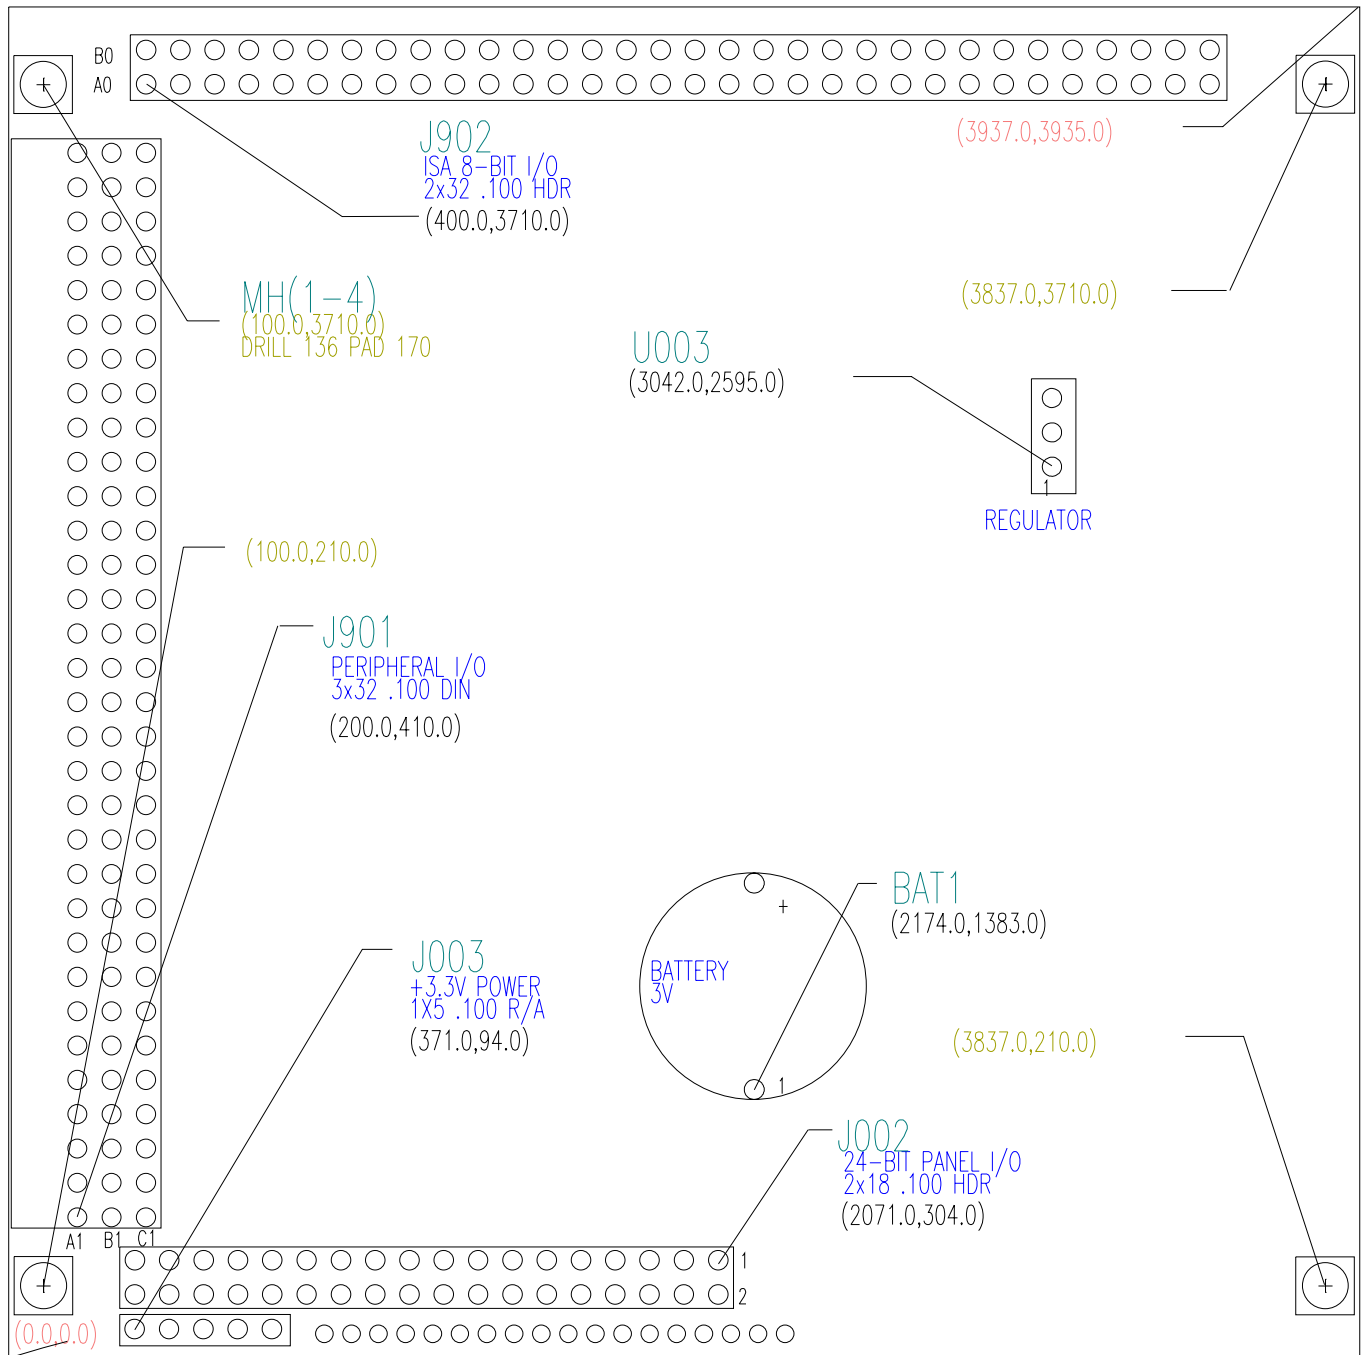 B0
A0
J902
ISA 8-BIT I/O
2x32 .100 HDR
(400.0,3710.0)
(3937.0,3935.0)
MH(1-4)
(100.0,3710.0)
DRILL 136 PAD 170
(3837.0,3710.0)
U003
(3042.0,2595.0)
1
REGULATOR
(100.0,210.0)
J901
PERIPHERAL I/O
3x32 .100 DIN
(200.0,410.0)
BAT1
(2174.0,1383.0)
+
BATTERY
3V
1
J003
+3.3V POWER
1X5 .100 R/A
(371.0,94.0)
(3837.0,210.0)
J002
24-BIT PANEL I/O
2x18 .100 HDR
(2071.0,304.0)
A1 B1 C1
1
2
(0.0,0.0)